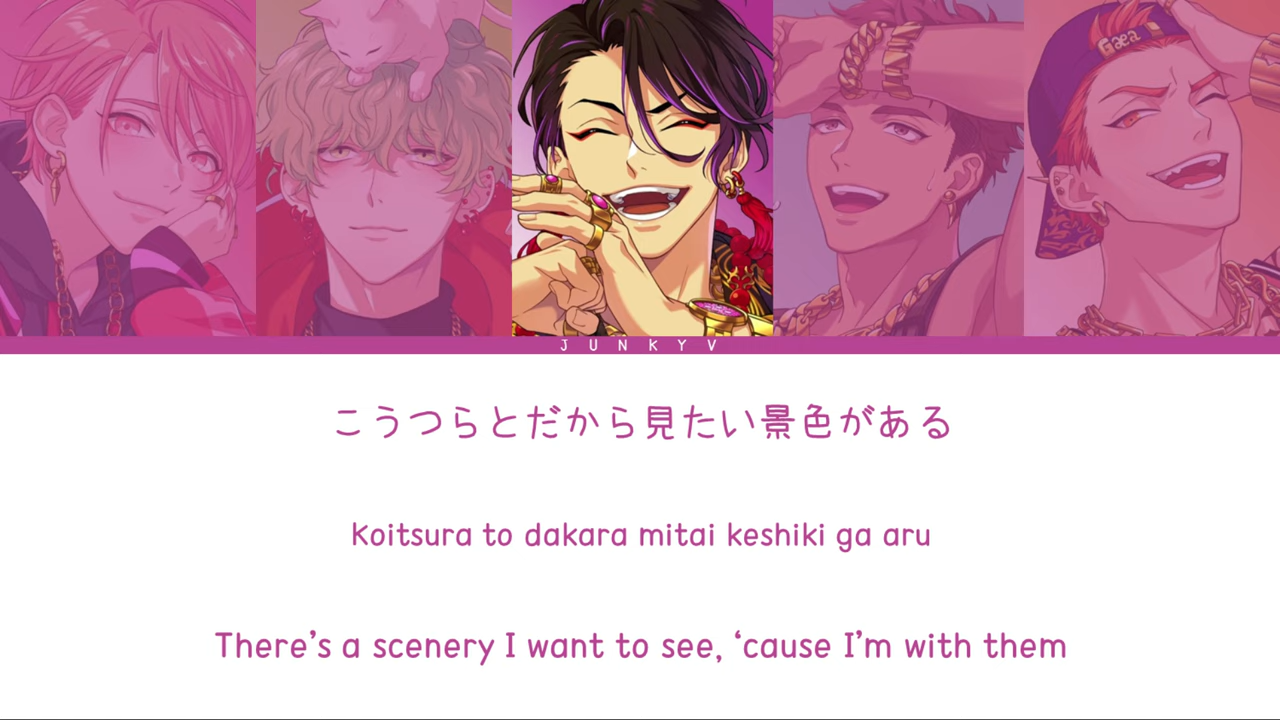 Gaea
JUNKYV
こうつらとだから見たい景色がある
Koitsura to dakara mitai keshiki ga aru
There's a scenery I want to see, ‘cause I’m with them